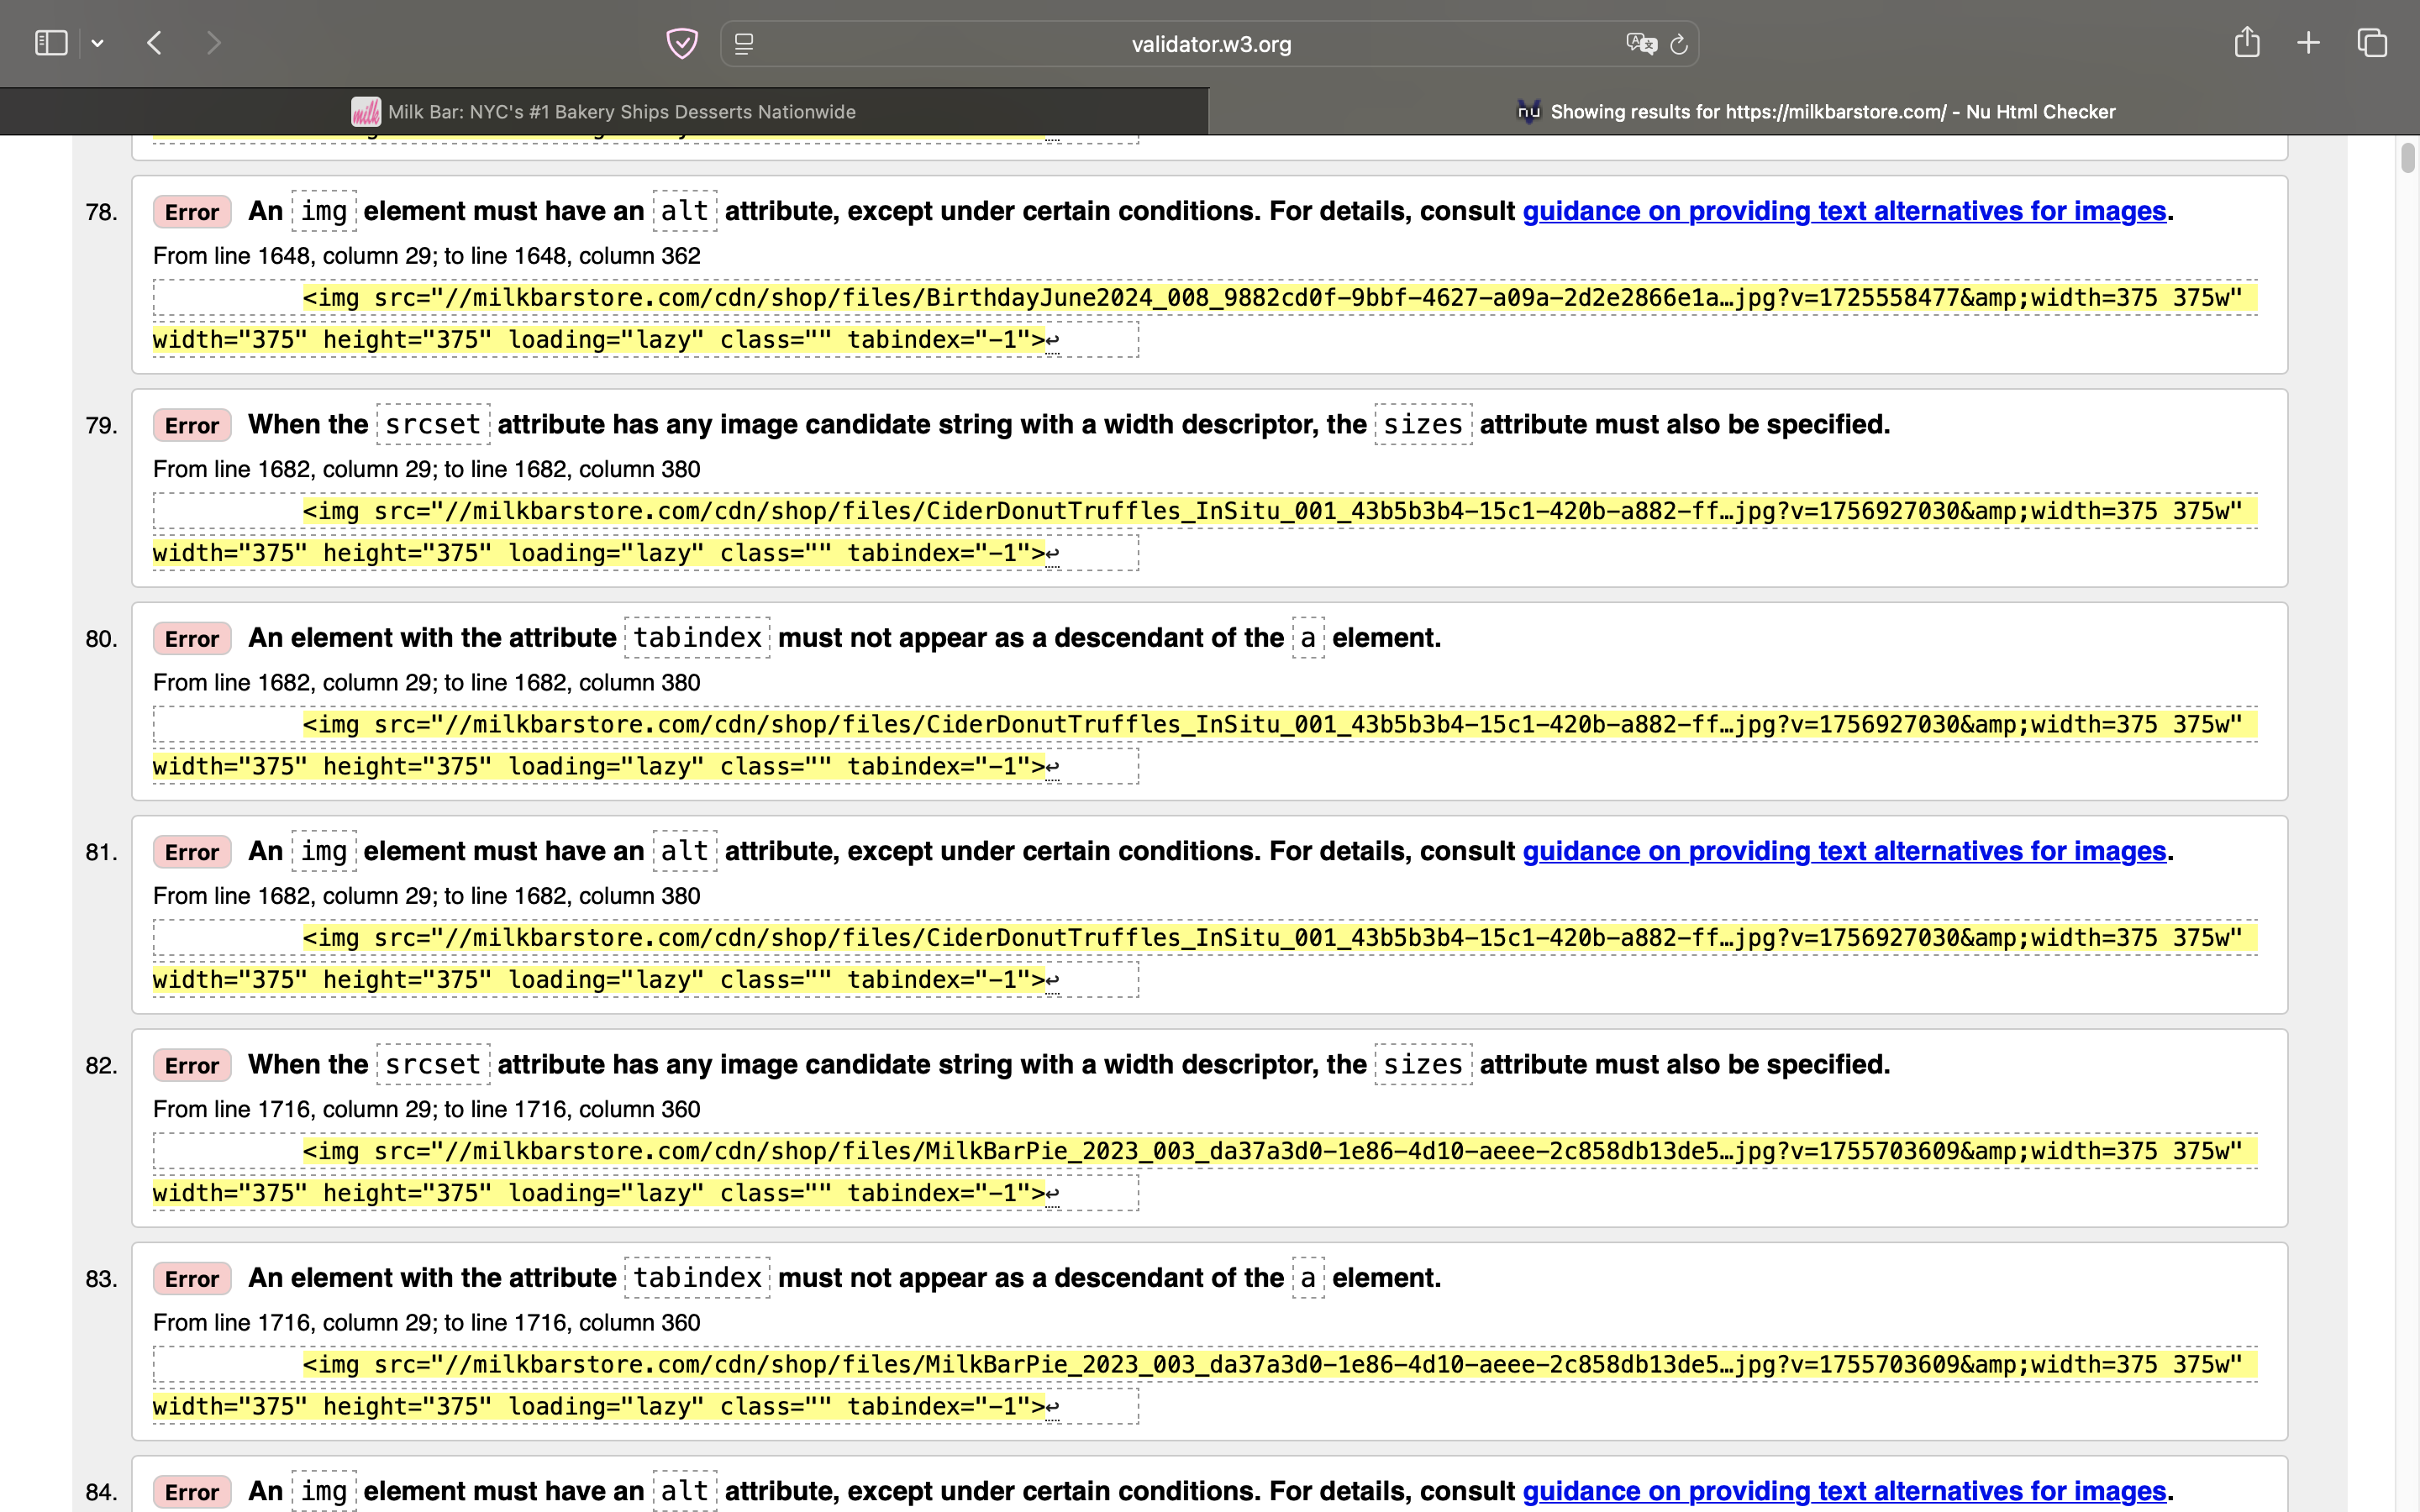 validator.w3.org
milk Milk Bar: NYC's #1 Bakery Ships Desserts Nationwide
nu Showing results for https://milkbarstore.com/ - Nu Html Checker
78. Error An img element must have an alt attribute, except under certain conditions. For details, consult guidance on providing text alternatives for images.
From line 1648, column 29; to line 1648, column 362
<img src="//milkbarstore.com/cdn/shop/files/BirthdayJune2024_008_9882cd0f-9bbf-4627-a09a-2d2e2866e1a…jpg?v=1725558477&amp;width=375 375w"
width="375" height="375" loading="lazy" class="" tabindex="-1">↩
79. Error When the srcset attribute has any image candidate string with a width descriptor, the sizes attribute must also be specified.
From line 1682, column 29; to line 1682, column 380
<img src="//milkbarstore.com/cdn/shop/files/CiderDonutTruffles_InSitu_001_43b5b3b4-15c1-420b-a882-ff…jpg?v=1756927030&amp;width=375 375w"
width="375" height="375" loading="lazy" class="" tabindex="-1">↩
80. Error An element with the attribute tabindex must not appear as a descendant of the a element.
From line 1682, column 29; to line 1682, column 380
<img src="//milkbarstore.com/cdn/shop/files/CiderDonutTruffles_InSitu_001_43b5b3b4-15c1-420b-a882-ff…jpg?v=1756927030&amp;width=375 375w"
width="375" height="375" loading="lazy" class="" tabindex="-1">↩
81. Error An img element must have an alt attribute, except under certain conditions. For details, consult guidance on providing text alternatives for images.
From line 1682, column 29; to line 1682, column 380
<img src="//milkbarstore.com/cdn/shop/files/CiderDonutTruffles_InSitu_001_43b5b3b4-15c1-420b-a882-ff…jpg?v=1756927030&amp;width=375 375w"
width="375" height="375" loading="lazy" class="" tabindex="-1">↩
82. Error When the srcset attribute has any image candidate string with a width descriptor, the sizes attribute must also be specified.
From line 1716, column 29; to line 1716, column 360
<img src="//milkbarstore.com/cdn/shop/files/MilkBarPie_2023_003_da37a3d0-1e86-4d10-aeee-2c858db13de5…jpg?v=1755703609&amp;width=375 375w"
width="375" height="375" loading="lazy" class="" tabindex="-1">↩
83. Error An element with the attribute tabindex must not appear as a descendant of the a element.
From line 1716, column 29; to line 1716, column 360
<img src="//milkbarstore.com/cdn/shop/files/MilkBarPie_2023_003_da37a3d0-1e86-4d10-aeee-2c858db13de5…jpg?v=1755703609&amp;width=375 375w"
width="375" height="375" loading="lazy" class="" tabindex="-1">↩
84. Error An img element must have an alt attribute, except under certain conditions. For details, consult guidance on providing text alternatives for images.